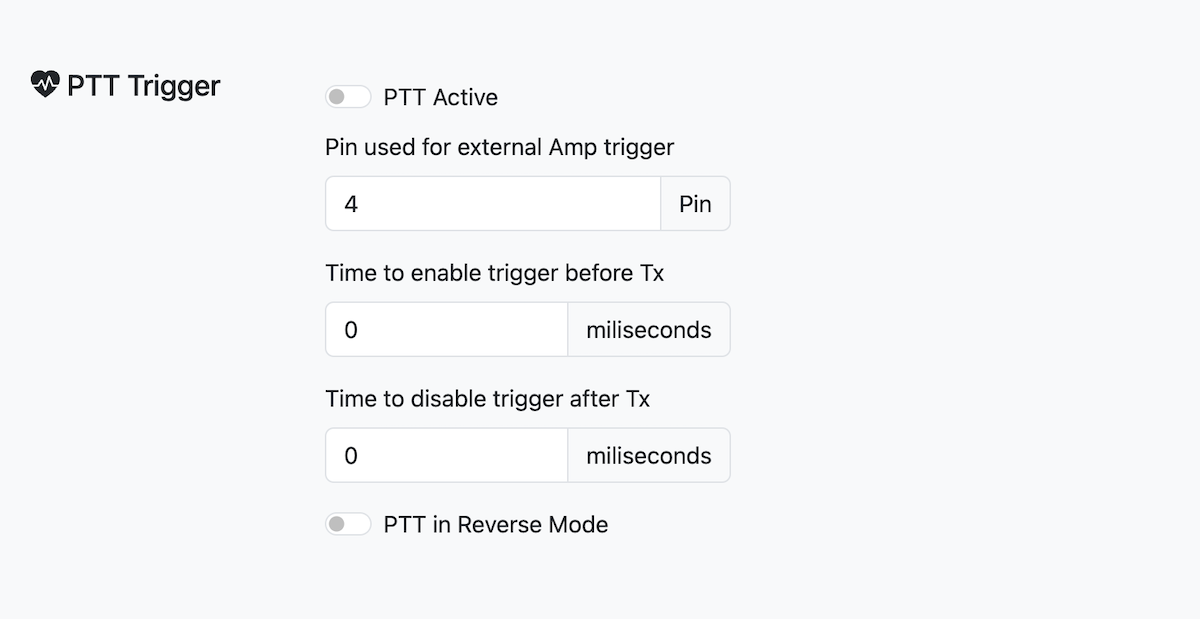 PTT Trigger
PTT Active
Pin used for external Amp trigger
4 Pin
Time to enable trigger before Tx
0 miliseconds
Time to disable trigger after Tx
0 miliseconds
PTT in Reverse Mode